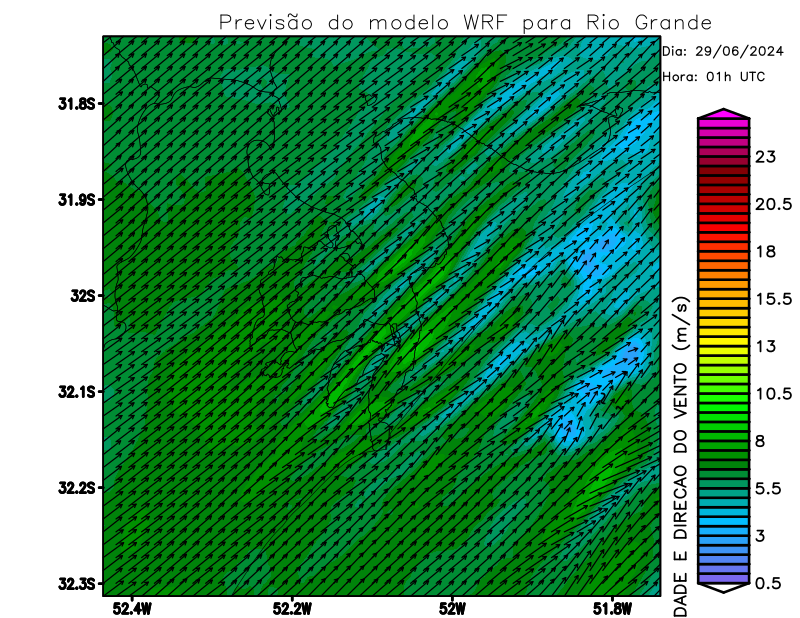 Previsão do modelo WRF para Rio Grande
Dia: 29/06/2024
Hora: 01h UTC
31.8S
31.9S
32S
32.1S
32.2S
32.3S
52.4W
52.2W
52W
51.8W
23
20.5
18
15.5
13
10.5
8
5.5
3
0.5
DADE E DIRECAO DO VENTO (m/s)